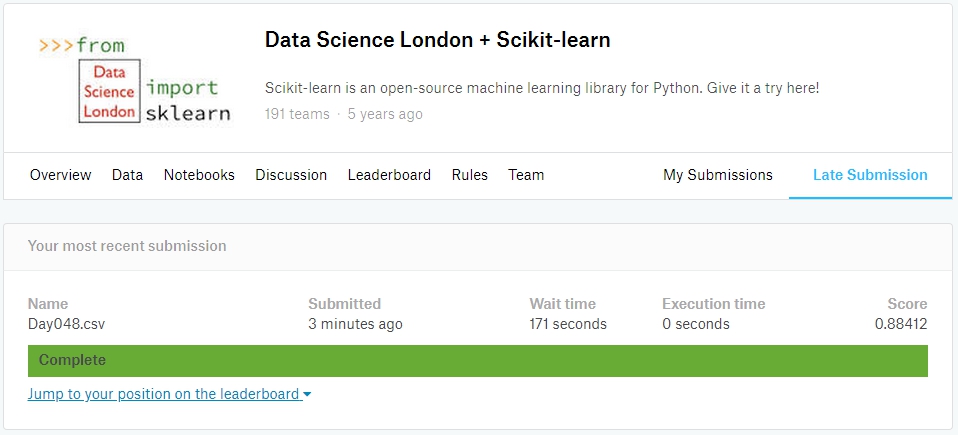 >>>from
Data
Science
London
import
sklearn
Data Science London + Scikit-learn
Scikit-learn is an open-source machine learning library for Python. Give it a try here!
191 teams · 5 years ago
Overview Data Notebooks Discussion Leaderboard Rules Team My Submissions Late Submission
Your most recent submission
Name Submitted Wait time Execution time Score
Day048.csv 3 minutes ago 171 seconds 0 seconds 0.88412
Complete
Jump to your position on the leaderboard